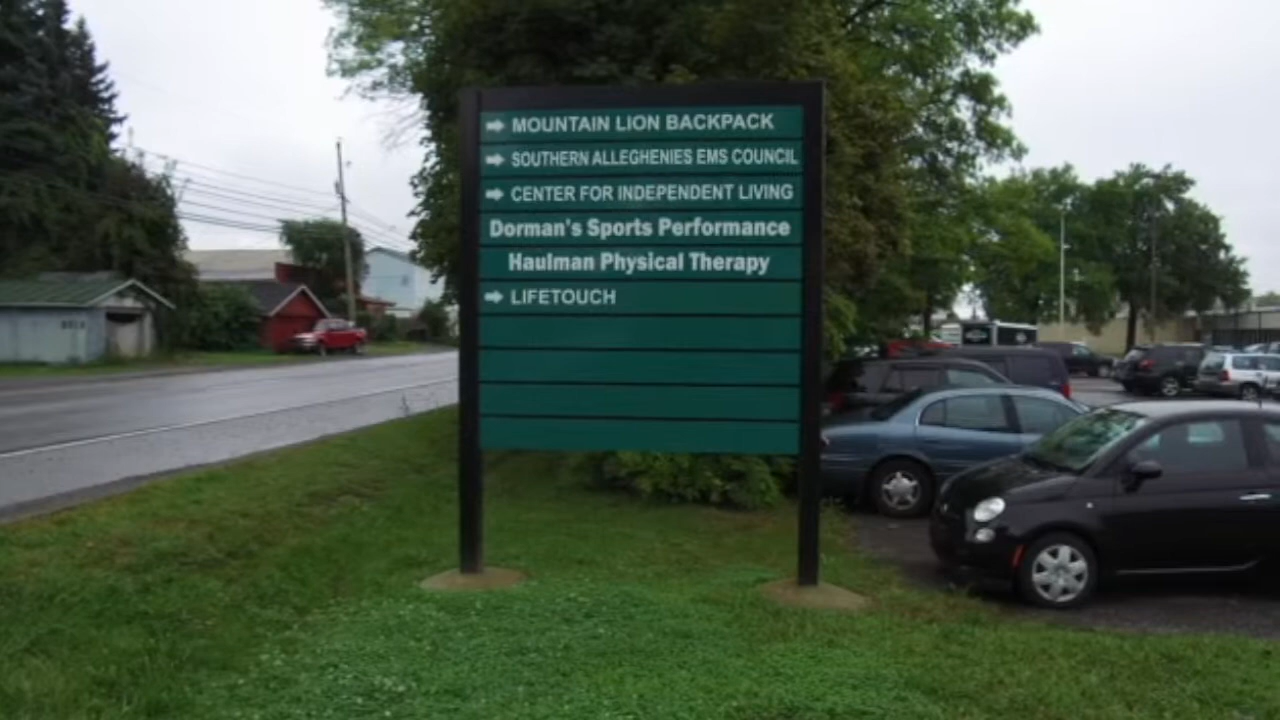 MOUNTAIN LION BACKPACK
SOUTHERN ALLEGHENIES EMS COUNCIL
CENTER FOR INDEPENDENT LIVING
Dorman's Sports Performance
Haulman Physical Therapy
LIFETOUCH